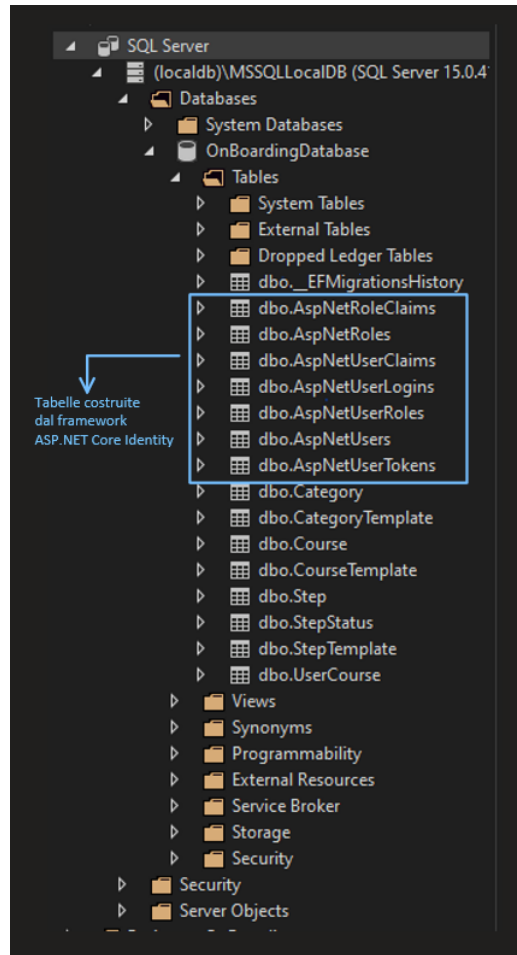 SQL Server
(localdb)\MSSQLLocalDB (SQL Server 15.0.4
Databases
System Databases
OnBoardingDatabase
Tables
System Tables
External Tables
Dropped Ledger Tables
dbo.__EFMigrationsHistory
dbo.AspNetRoleClaims
dbo.AspNetRoles
dbo.AspNetUserClaims
dbo.AspNetUserLogins
dbo.AspNetUserRoles
dbo.AspNetUsers
dbo.AspNetUserTokens
Tabelle costruite
dal framework
ASP.NET Core Identity
dbo.Category
dbo.CategoryTemplate
dbo.Course
dbo.CourseTemplate
dbo.Step
dbo.StepStatus
dbo.StepTemplate
dbo.UserCourse
Views
Synonyms
Programmability
External Resources
Service Broker
Storage
Security
Security
Server Objects